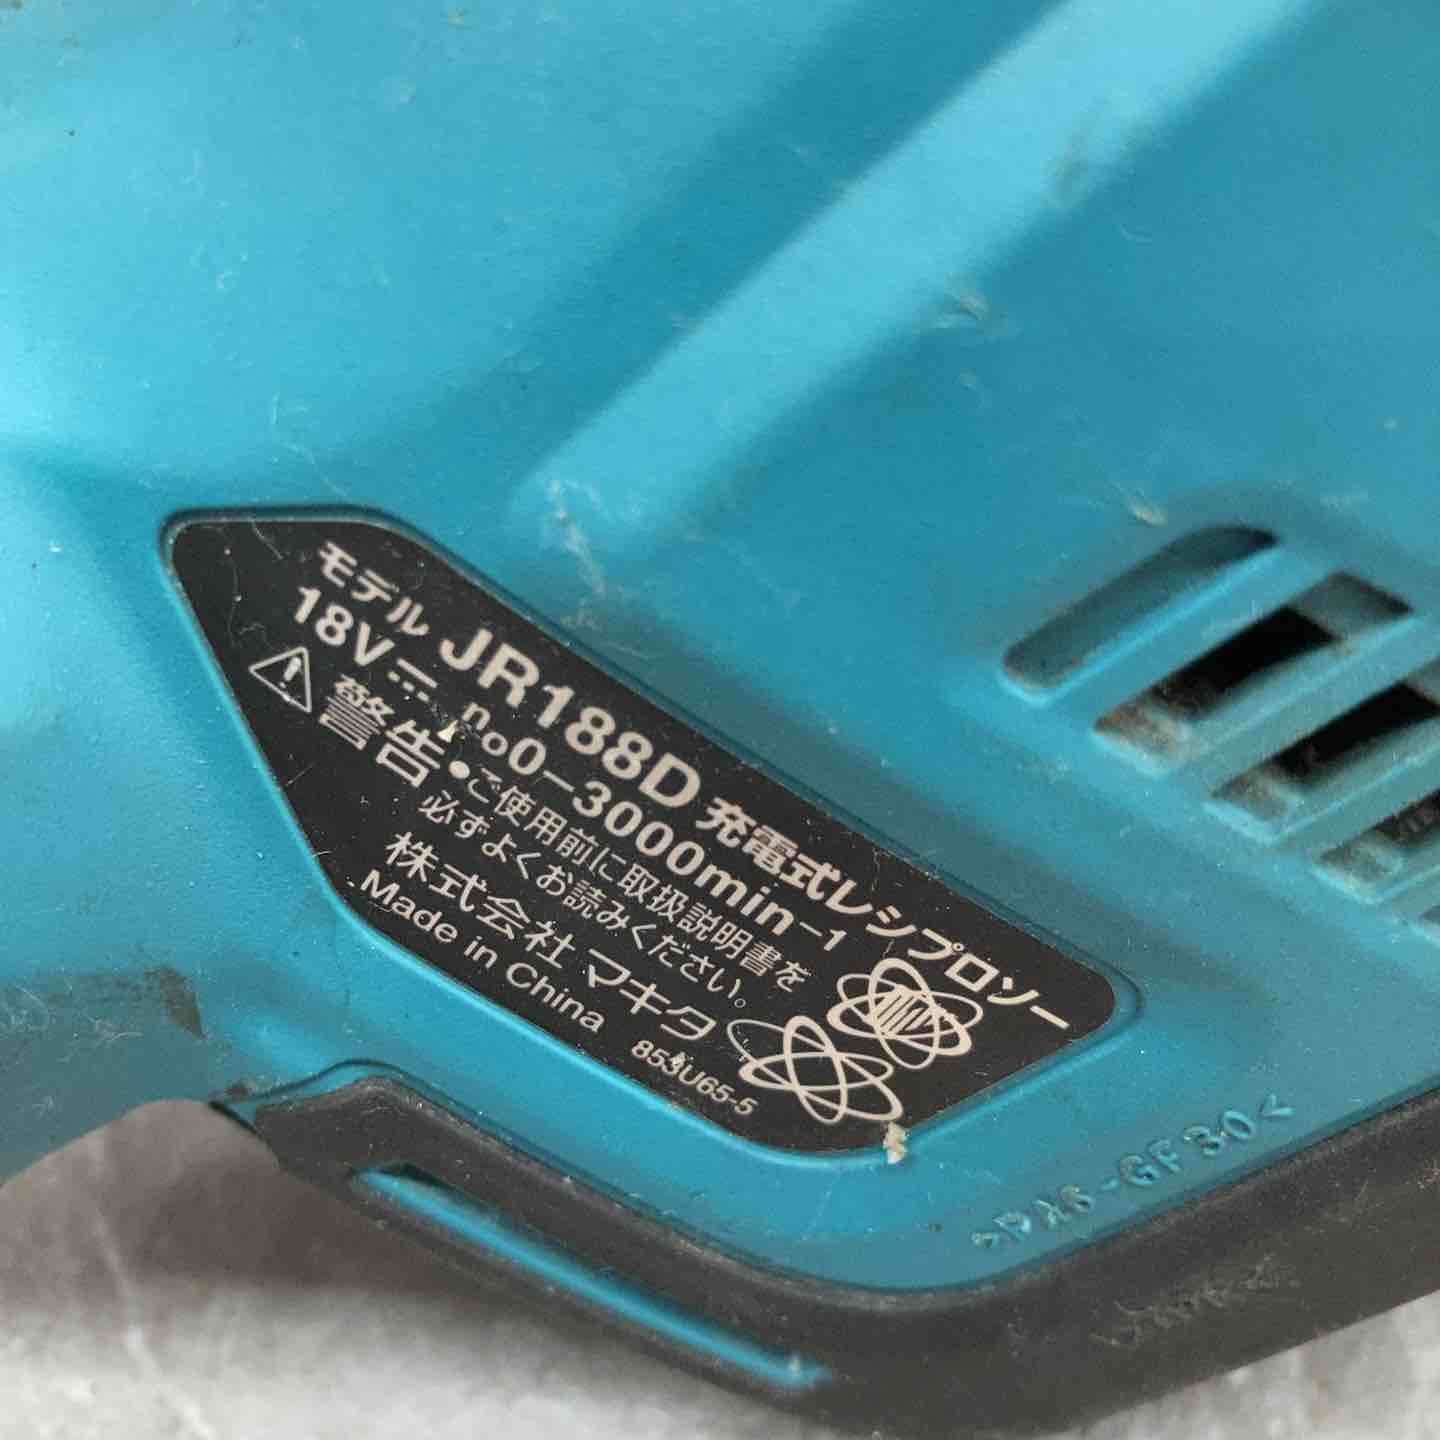 モデル JR188D 充電式レシプロソー
18V⎓ n₀0－3000min⁻¹
⚠警告 ●ご使用前に取扱説明書を
必ずよくお読みください。
株式会社 マキタ
Made in China 853U65-5
>PA6-GF30<